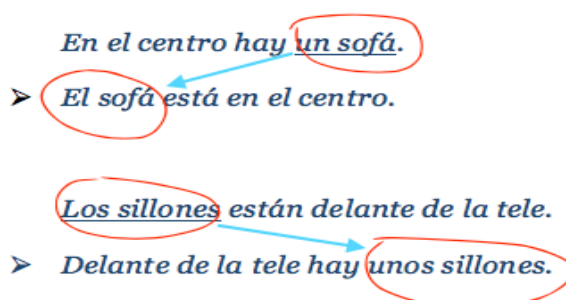 En el centro hay un sofá.
➤ El sofá está en el centro.
Los sillones están delante de la tele.
➤ Delante de la tele hay unos sillones.